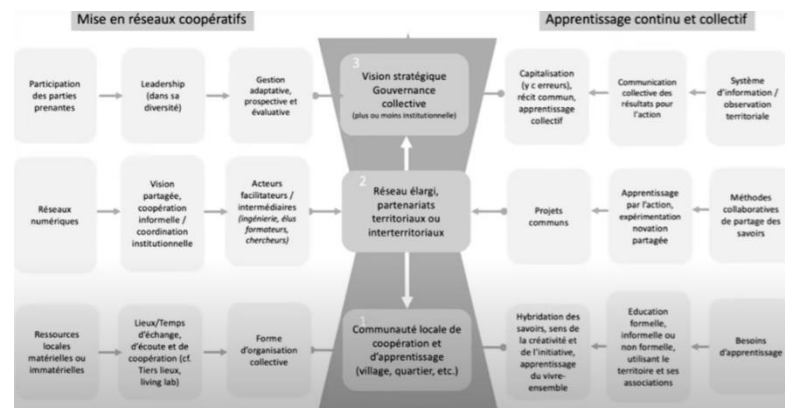 Mise en réseaux coopératifs
Apprentissage continu et collectif
Participation
des parties
prenantes
Leadership
(dans sa
diversité)
Gestion
adaptative,
prospective et
évaluative
3
Vision stratégique
Gouvernance
collective
(plus ou moins institutionnelle)
Capitalisation
(y c erreurs),
récit commun,
apprentissage
collectif
Communication
collective des
résultats pour
l'action
Système
d'information /
observation
territoriale
Réseaux
numériques
Vision
partagée,
coopération
informelle /
coordination
institutionnelle
Acteurs
facilitateurs /
intermédiaires
(ingénierie, élus
formateurs,
chercheurs)
2
Réseau élargi,
partenariats
territoriaux ou
interterritoriaux
Projets
communs
Apprentissage
par l'action,
expérimentation
novation
partagée
Méthodes
collaboratives
de partage des
savoirs
Ressources
locales
matérielles ou
immatérielles
Lieux/Temps
d'échange,
d'écoute et de
coopération (cf.
Tiers lieux,
living lab)
Forme
d'organisation
collective
1
Communauté locale de
coopération et
d'apprentissage
(village, quartier, etc.)
Hybridation des
savoirs, sens de
la créativité et
de l'initiative,
apprentissage
du vivre-
ensemble
Education
formelle,
informelle ou
non formelle,
utilisant le
territoire et ses
associations
Besoins
d'apprentissage